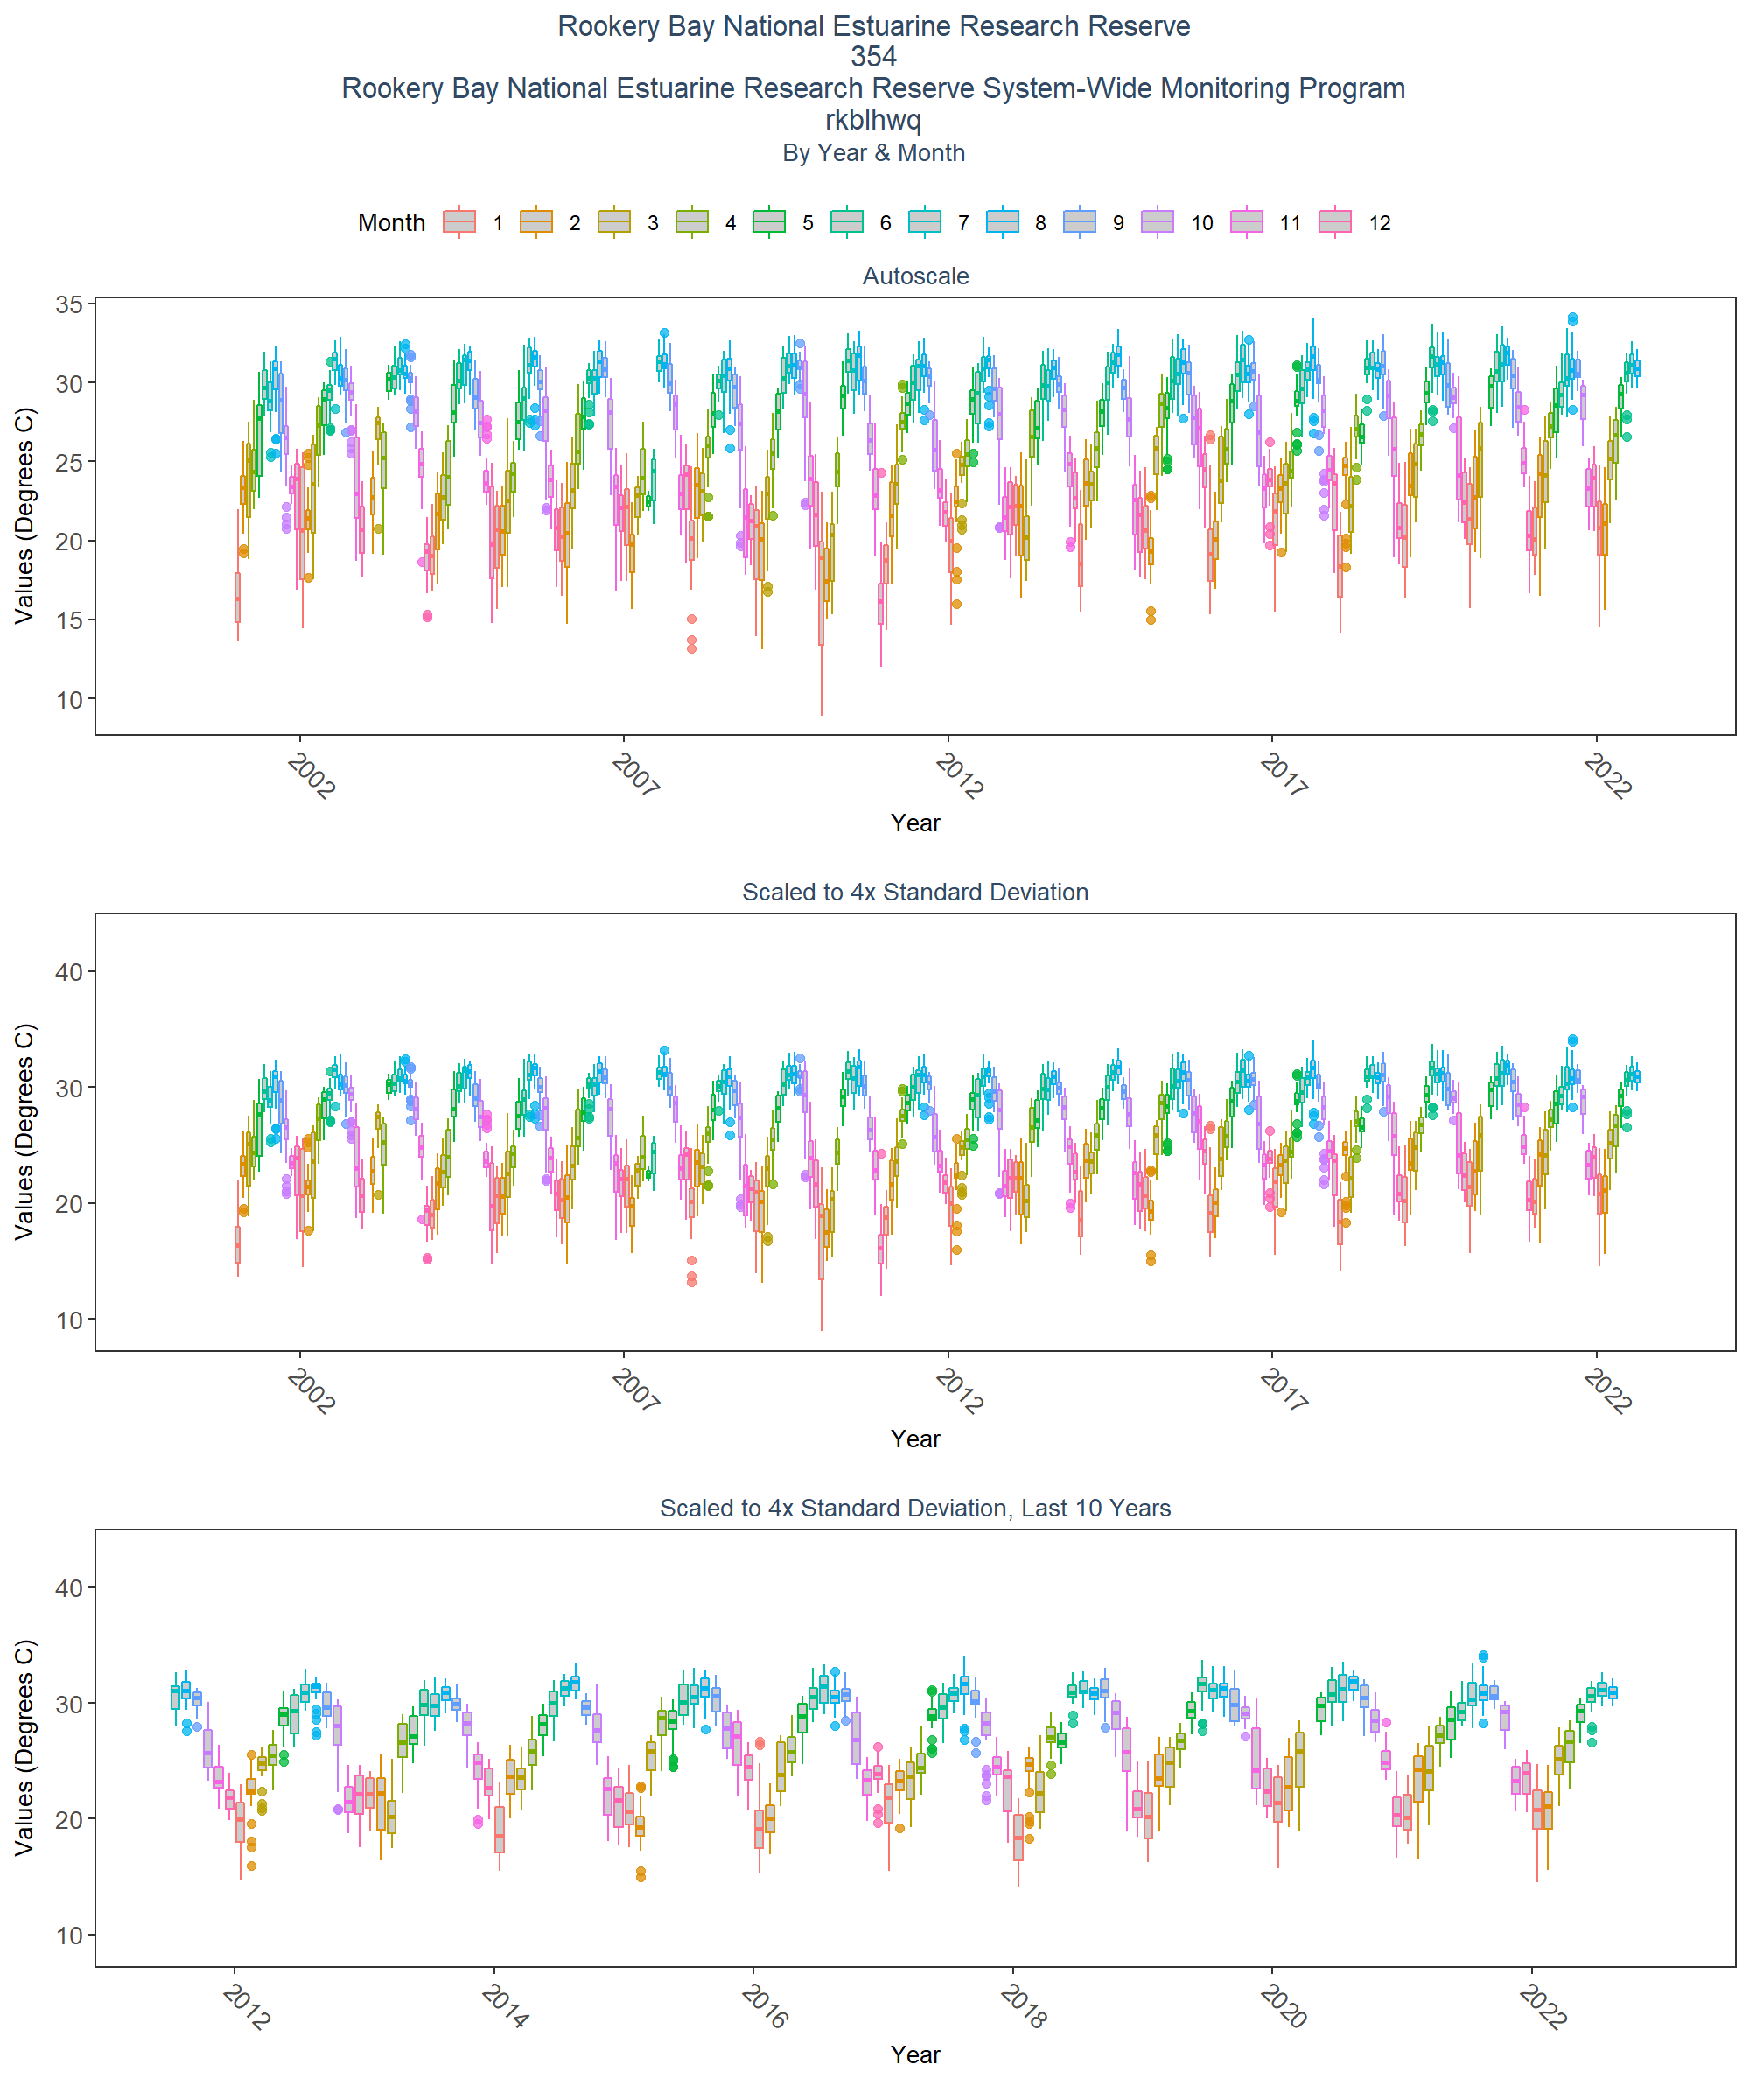 Rookery Bay National Estuarine Research Reserve
354
Rookery Bay National Estuarine Research Reserve System-Wide Monitoring Program
rkblhwq
By Year & Month
Month 1 2 3 4 5 6 7 8 9 10 11 12
Autoscale
Values (Degrees C)
35
30
25
20
15
10
2002 2007 2012 2017 2022
Year
Scaled to 4x Standard Deviation
Values (Degrees C)
40
30
20
10
2002 2007 2012 2017 2022
Year
Scaled to 4x Standard Deviation, Last 10 Years
Values (Degrees C)
40
30
20
10
2012 2014 2016 2018 2020 2022
Year